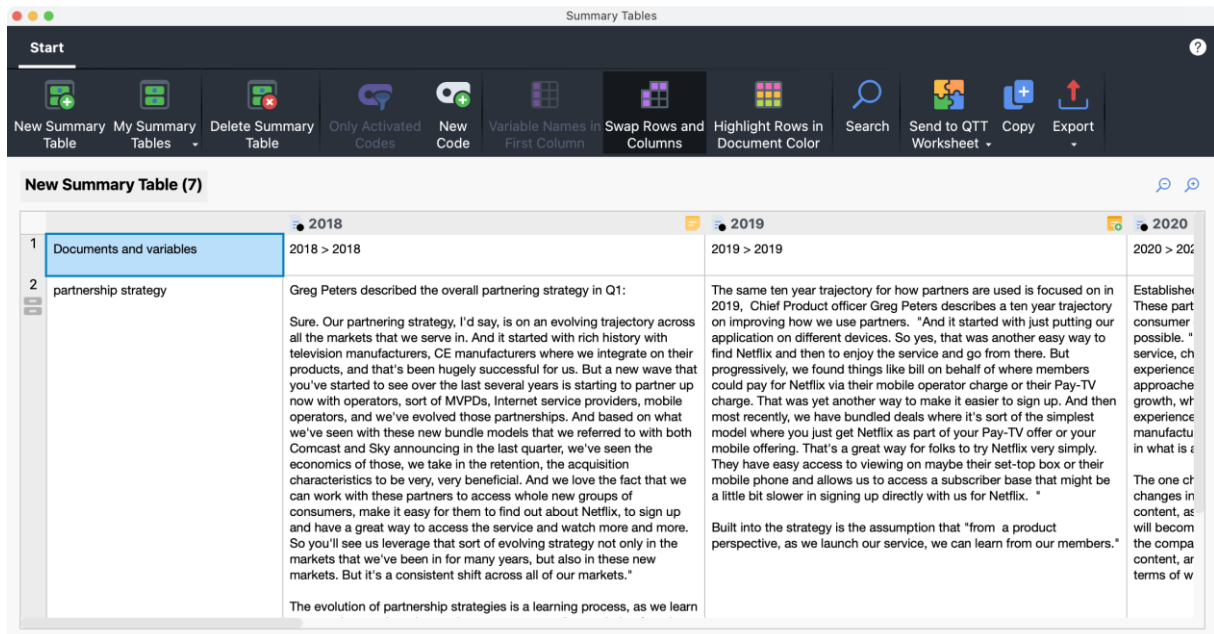 Summary Tables
Start
?
New Summary Table
My Summary Tables
Delete Summary Table
Only Activated Codes
New Code
Variable Names in First Column
Swap Rows and Columns
Highlight Rows in Document Color
Search
Send to QTT Worksheet
Copy
Export
New Summary Table (7)
2018
2019
2020
1
Documents and variables
2018 > 2018
2019 > 2019
2020 > 202
2
partnership strategy
Greg Peters described the overall partnering strategy in Q1:
Sure. Our partnering strategy, I'd say, is on an evolving trajectory across
all the markets that we serve in. And it started with rich history with
television manufacturers, CE manufacturers where we integrate on their
products, and that's been hugely successful for us. But a new wave that
you've started to see over the last several years is starting to partner up
now with operators, sort of MVPDs, Internet service providers, mobile
operators, and we've evolved those partnerships. And based on what
we've seen with these new bundle models that we referred to with both
Comcast and Sky announcing in the last quarter, we've seen the
economics of those, we take in the retention, the acquisition
characteristics to be very, very beneficial. And we love the fact that we
can work with these partners to access whole new groups of
consumers, make it easy for them to find out about Netflix, to sign up
and have a great way to access the service and watch more and more.
So you'll see us leverage that sort of evolving strategy not only in the
markets that we've been in for many years, but also in these new
markets. But it's a consistent shift across all of our markets."
The evolution of partnership strategies is a learning process, as we learn
The same ten year trajectory for how partners are used is focused on in
2019, Chief Product officer Greg Peters describes a ten year trajectory
on improving how we use partners. "And it started with just putting our
application on different devices. So yes, that was another easy way to
find Netflix and then to enjoy the service and go from there. But
progressively, we found things like bill on behalf of where members
could pay for Netflix via their mobile operator charge or their Pay-TV
charge. That was yet another way to make it easier to sign up. And then
most recently, we have bundled deals where it's sort of the simplest
model where you just get Netflix as part of your Pay-TV offer or your
mobile offering. That's a great way for folks to try Netflix very simply.
They have easy access to viewing on maybe their set-top box or their
mobile phone and allows us to access a subscriber base that might be
a little bit slower in signing up directly with us for Netflix. "
Built into the strategy is the assumption that "from a product
perspective, as we launch our service, we can learn from our members."
Established
These part
consumer
possible. "
service, ch
experience
approache
growth, wh
experience
manufactu
in what is a
The one ch
changes in
content, as
will becom
the compa
content, ar
terms of w